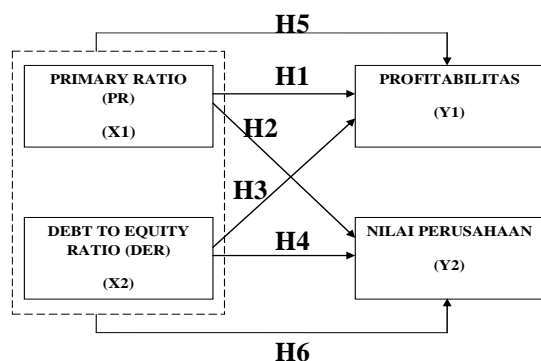 H5
PRIMARY RATIO
(PR)
(X1)
H1
PROFITABILITAS
(Y1)
H2
H3
DEBT TO EQUITY
RATIO (DER)
(X2)
H4
NILAI PERUSAHAAN
(Y2)
H6